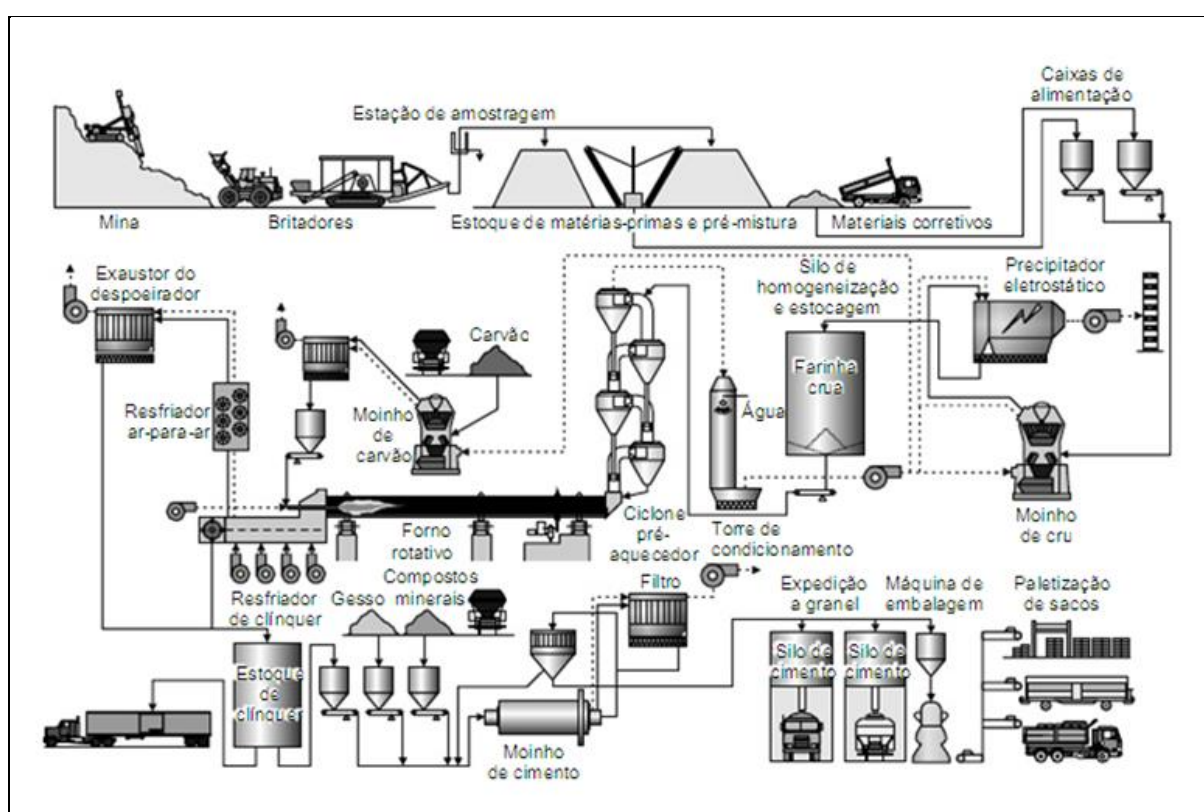 Caixas de
alimentação
Estação de amostragem
Mina
Britadores
Estoque de matérias-primas e pré-mistura
Materiais corretivos
Exaustor do
despoeirador
Silo de
homogeneização
e estocagem
Precipitador
eletrostático
Carvão
Farinha
crua
Resfriador
ar-para-ar
Moinho
de
carvão
Água
Forno
rotativo
Ciclone
pré-
aquecedor
Torre de
condicionamento
Moinho
de cru
Resfriador
de clínquer
Gesso
Compostos
minerais
Filtro
Expedição
a granel
Máquina de
embalagem
Paletização
de sacos
Estoque
de
clínquer
Silo de
cimento
Silo de
cimento
Moinho
de cimento